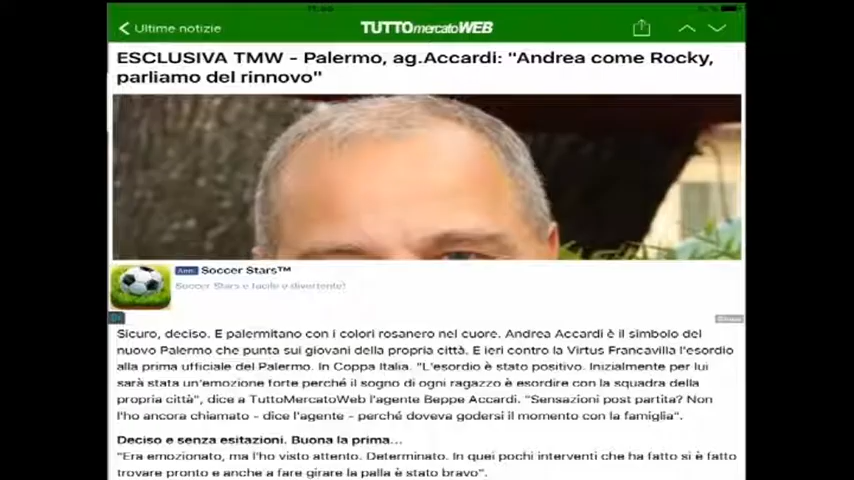 Ultime notizie
TUTTOmercatoWEB
ESCLUSIVA TMW - Palermo, ag.Accardi: "Andrea come Rocky,
parliamo del rinnovo"
Soccer Stars™
Soccer Stars è facile e divertente!
Sicuro, deciso. E palermitano con i colori rosanero nel cuore. Andrea Accardi è il simbolo del
nuovo Palermo che punta sui giovani della propria città. E ieri contro la Virtus Francavilla l'esordio
alla prima ufficiale del Palermo. In Coppa Italia. "L'esordio è stato positivo. Inizialmente per lui
sarà stata un'emozione forte perché il sogno di ogni ragazzo è esordire con la squadra della
propria città", dice a TuttoMercatoWeb l'agente Beppe Accardi. "Sensazioni post partita? Non
l'ho ancora chiamato - dice l'agente - perché doveva godersi il momento con la famiglia".
Deciso e senza esitazioni. Buona la prima...
"Era emozionato, ma l'ho visto attento. Determinato. In quei pochi interventi che ha fatto si è fatto
trovare pronto e anche a fare girare la palla è stato bravo".